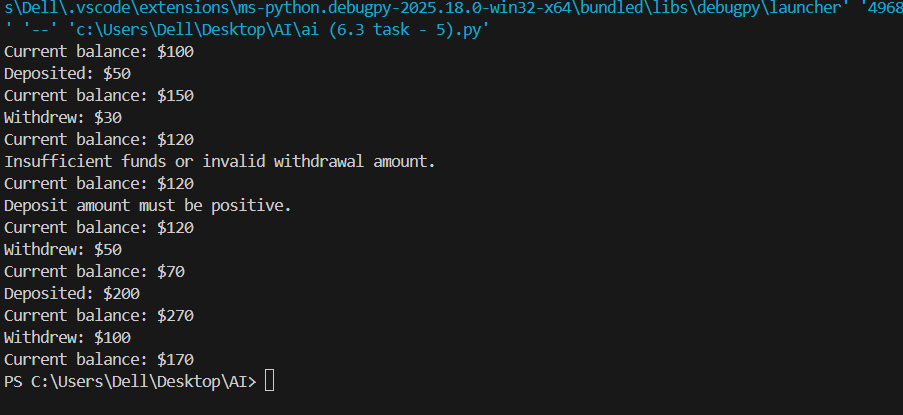 s\Dell\.vscode\extensions\ms-python.debugpy-2025.18.0-win32-x64\bundled\libs\debugpy\launcher' '4968
' '--' 'c:\Users\Dell\Desktop\AI\ai (6.3 task - 5).py'
Current balance: $100
Deposited: $50
Current balance: $150
Withdrew: $30
Current balance: $120
Insufficient funds or invalid withdrawal amount.
Current balance: $120
Deposit amount must be positive.
Current balance: $120
Withdrew: $50
Current balance: $70
Deposited: $200
Current balance: $270
Withdrew: $100
Current balance: $170
PS C:\Users\Dell\Desktop\AI>